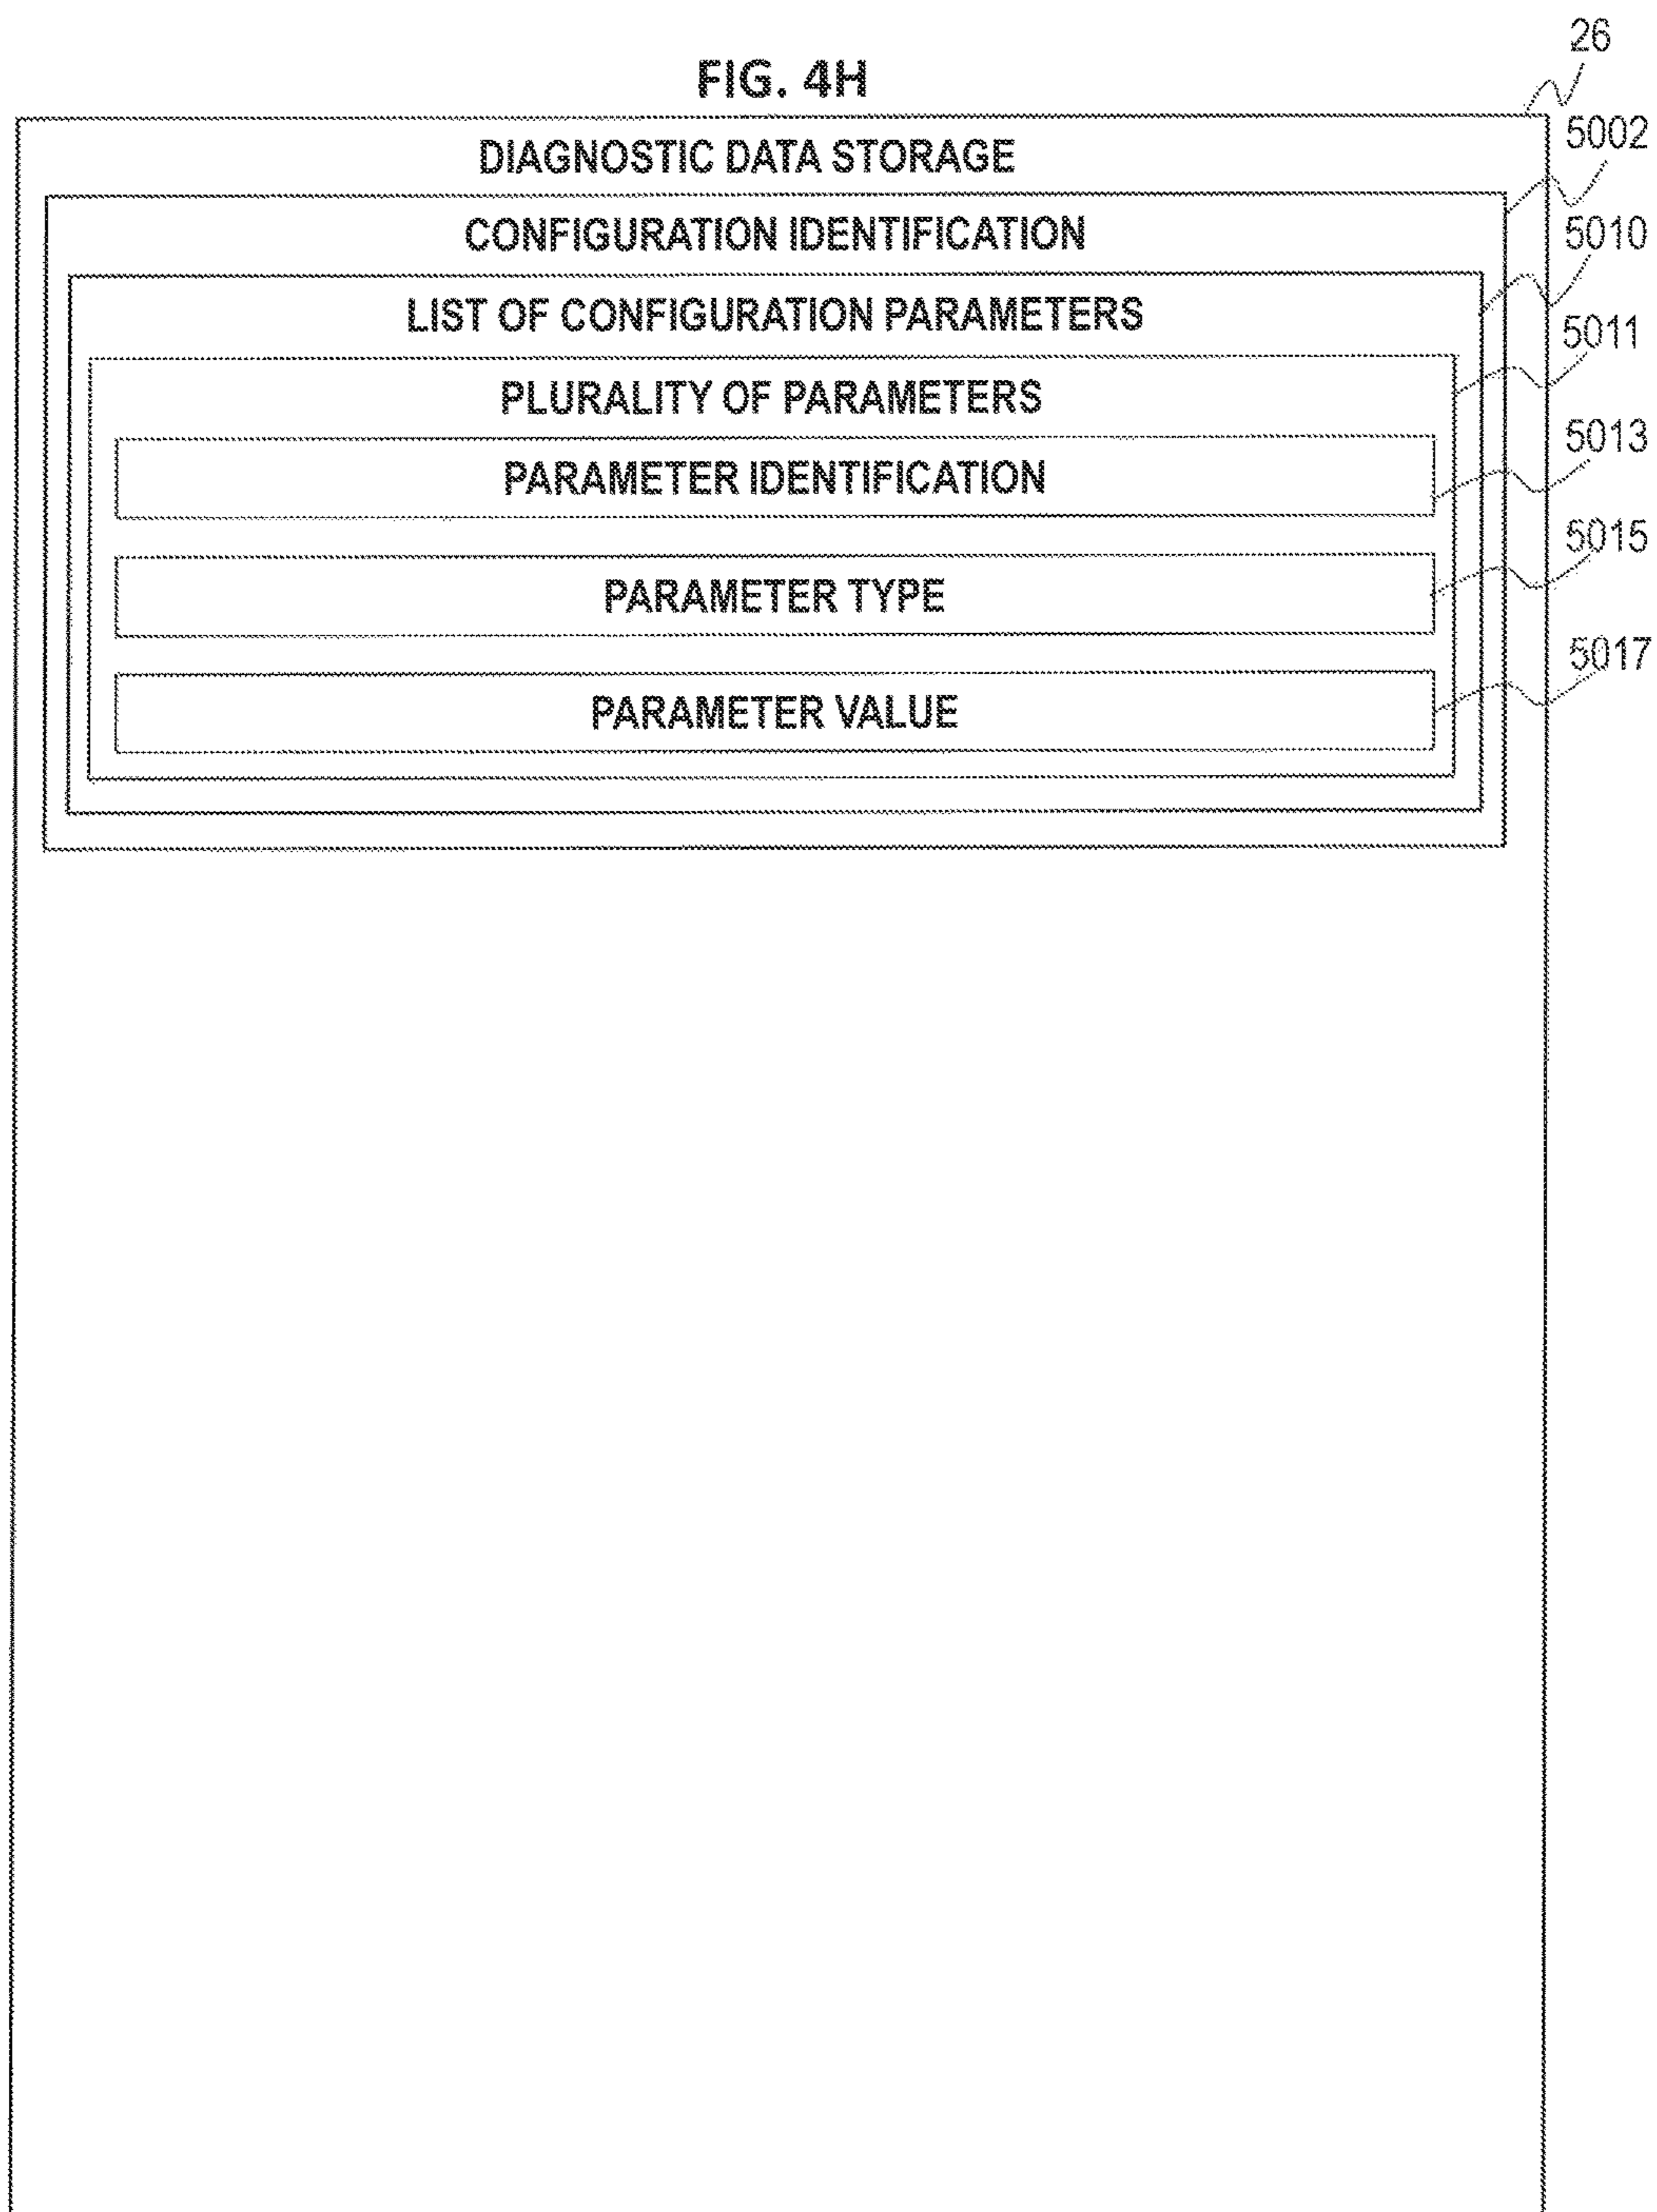 FIG. 4H
26
DIAGNOSTIC DATA STORAGE
5002
CONFIGURATION IDENTIFICATION
5010
LIST OF CONFIGURATION PARAMETERS
5011
PLURALITY OF PARAMETERS
5013
PARAMETER IDENTIFICATION
5015
PARAMETER TYPE
5017
PARAMETER VALUE